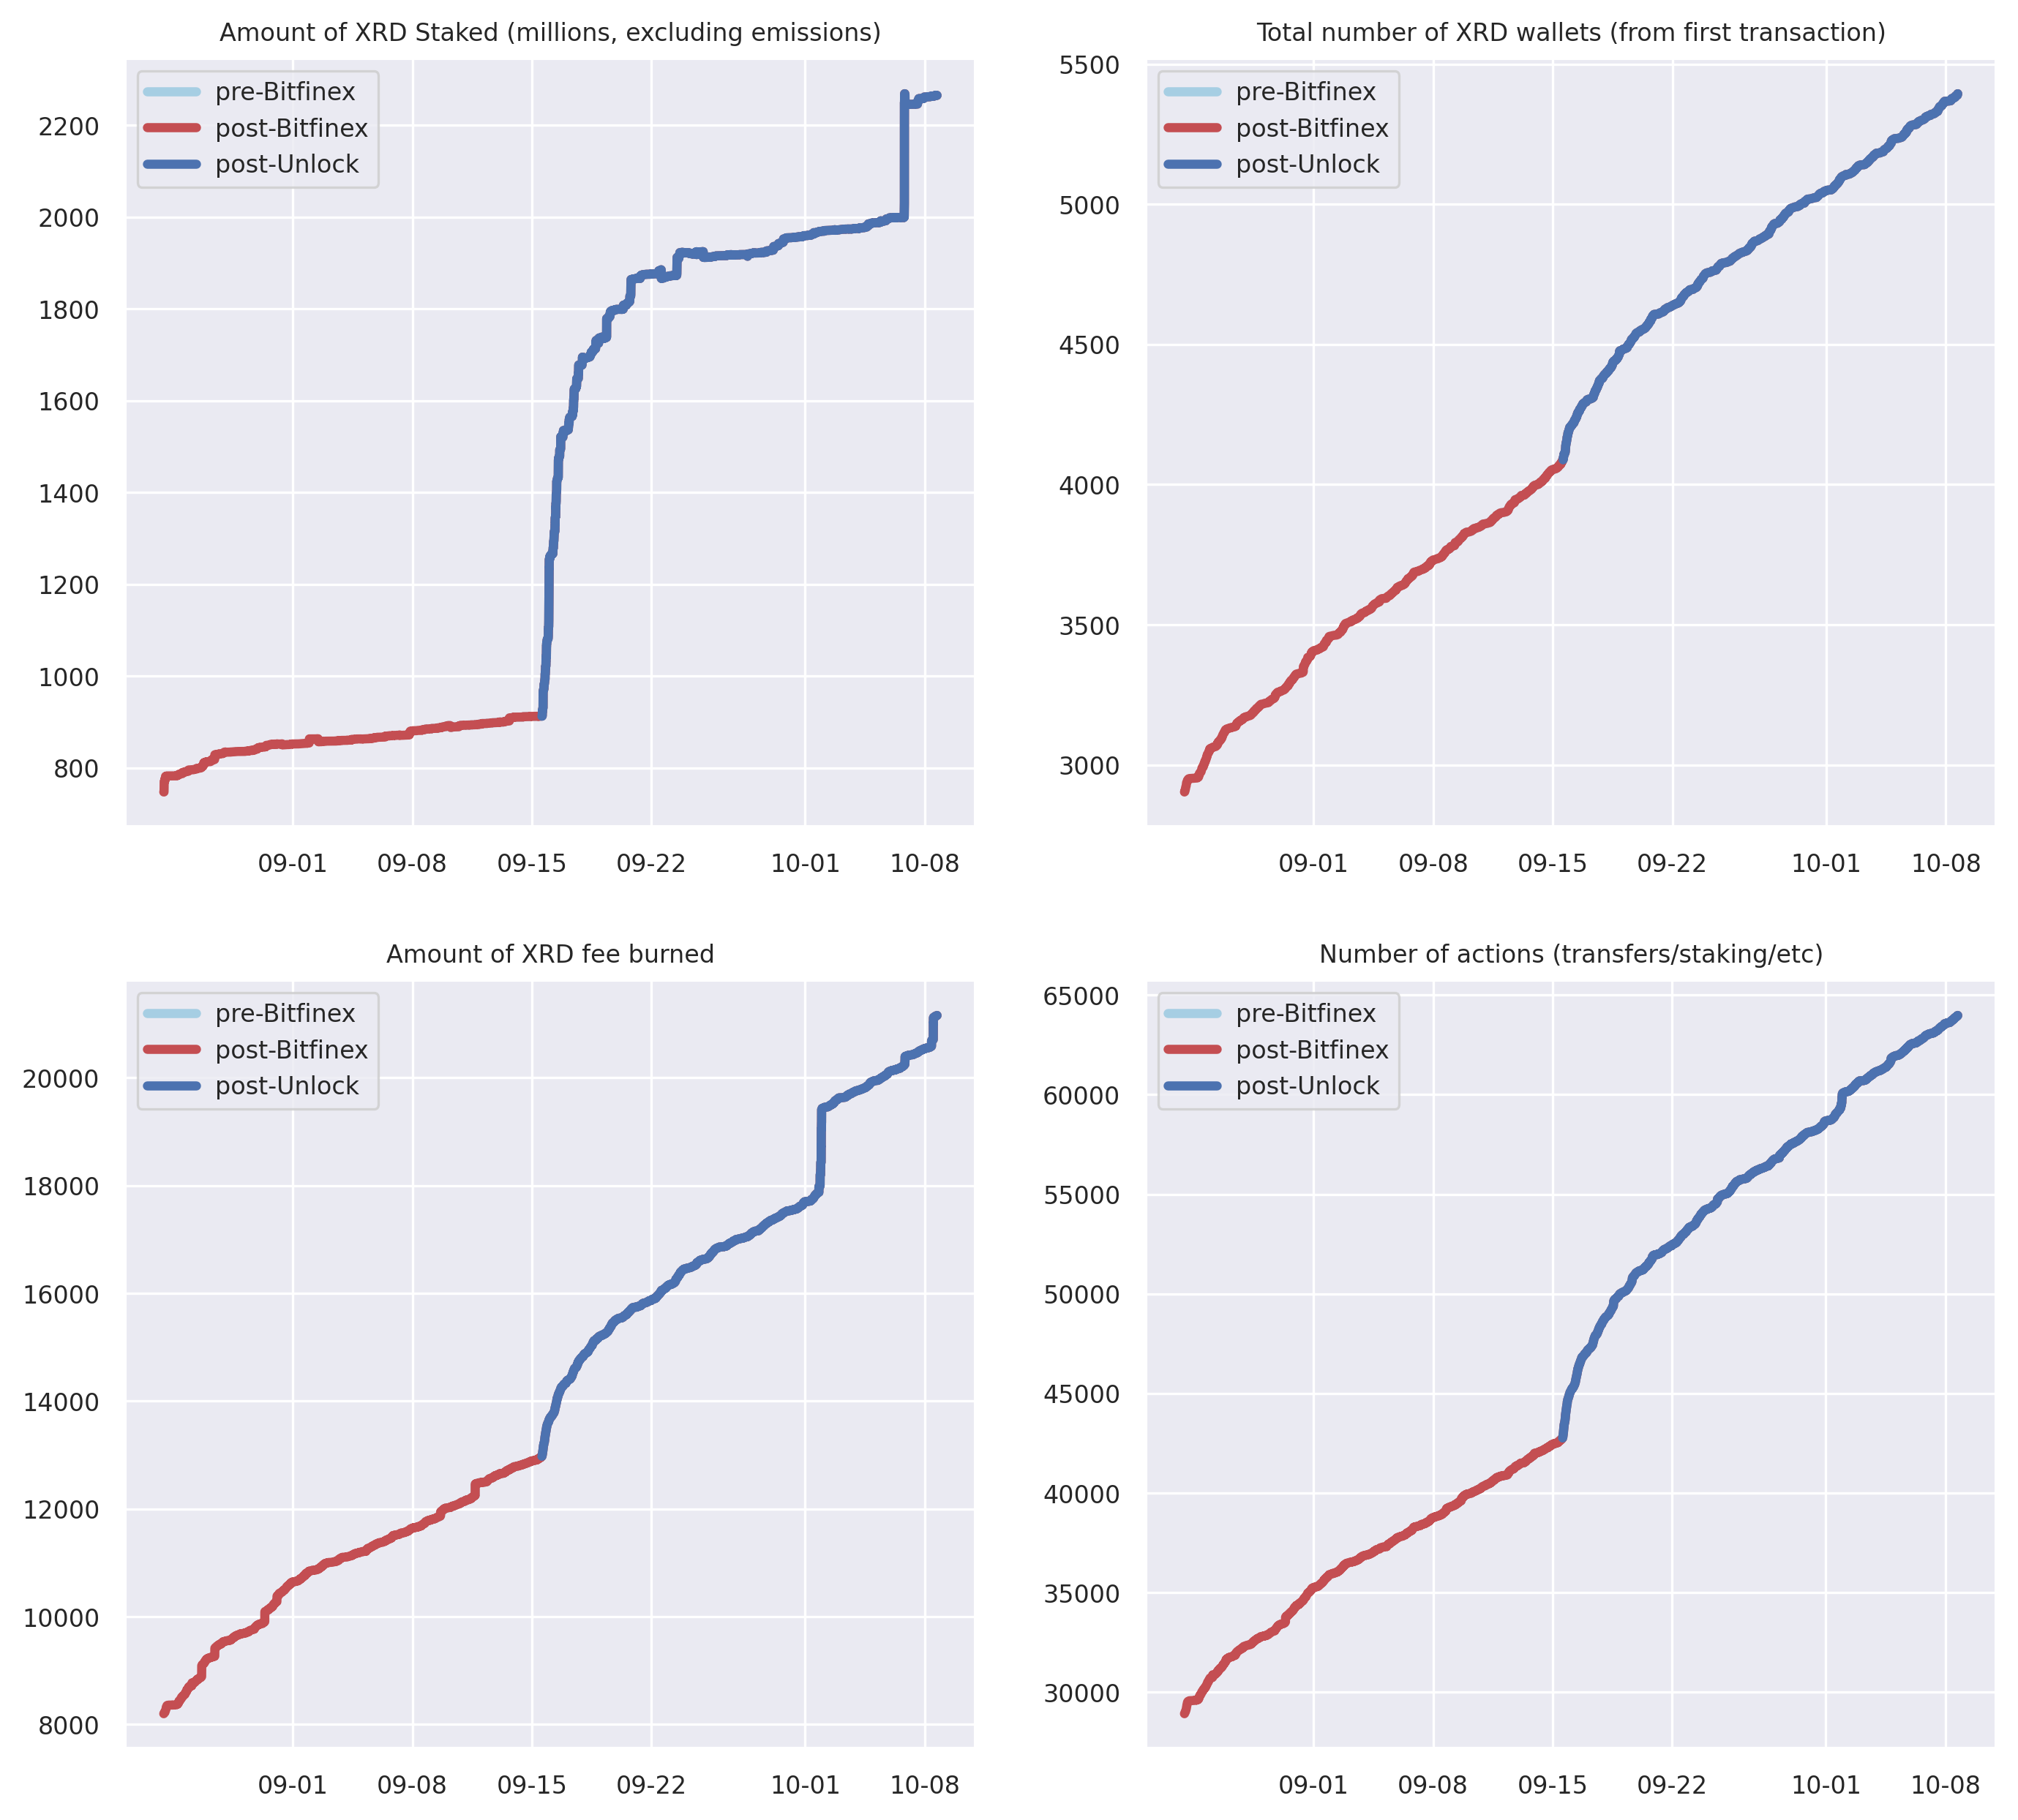 Amount of XRD Staked (millions, excluding emissions)
pre-Bitfinex
post-Bitfinex
post-Unlock
2200
2000
1800
1600
1400
1200
1000
800
09-01 09-08 09-15 09-22 10-01 10-08
Total number of XRD wallets (from first transaction)
pre-Bitfinex
post-Bitfinex
post-Unlock
5500
5000
4500
4000
3500
3000
09-01 09-08 09-15 09-22 10-01 10-08
Amount of XRD fee burned
pre-Bitfinex
post-Bitfinex
post-Unlock
20000
18000
16000
14000
12000
10000
8000
09-01 09-08 09-15 09-22 10-01 10-08
Number of actions (transfers/staking/etc)
pre-Bitfinex
post-Bitfinex
post-Unlock
65000
60000
55000
50000
45000
40000
35000
30000
09-01 09-08 09-15 09-22 10-01 10-08